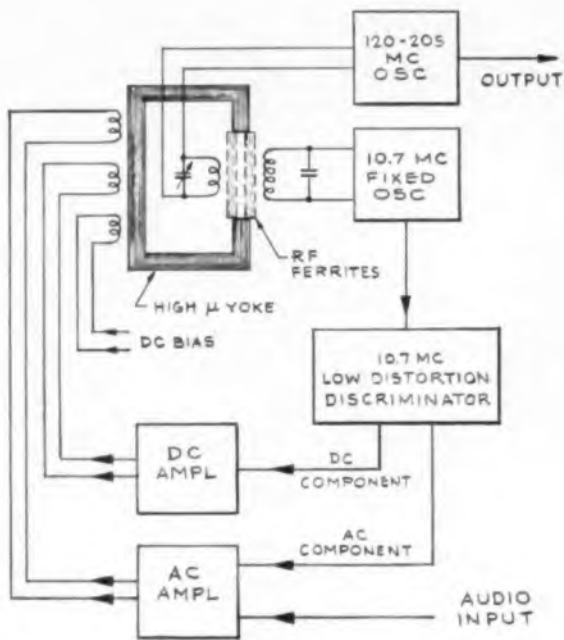 120-205
MC
OSC
OUTPUT
10.7 MC
FIXED
OSC
RF
FERRITES
HIGH μ YOKE
DC BIAS
10.7 MC
LOW DISTORTION
DISCRIMINATOR
DC
AMPL
DC
COMPONENT
AC
COMPONENT
AC
AMPL
AUDIO
INPUT